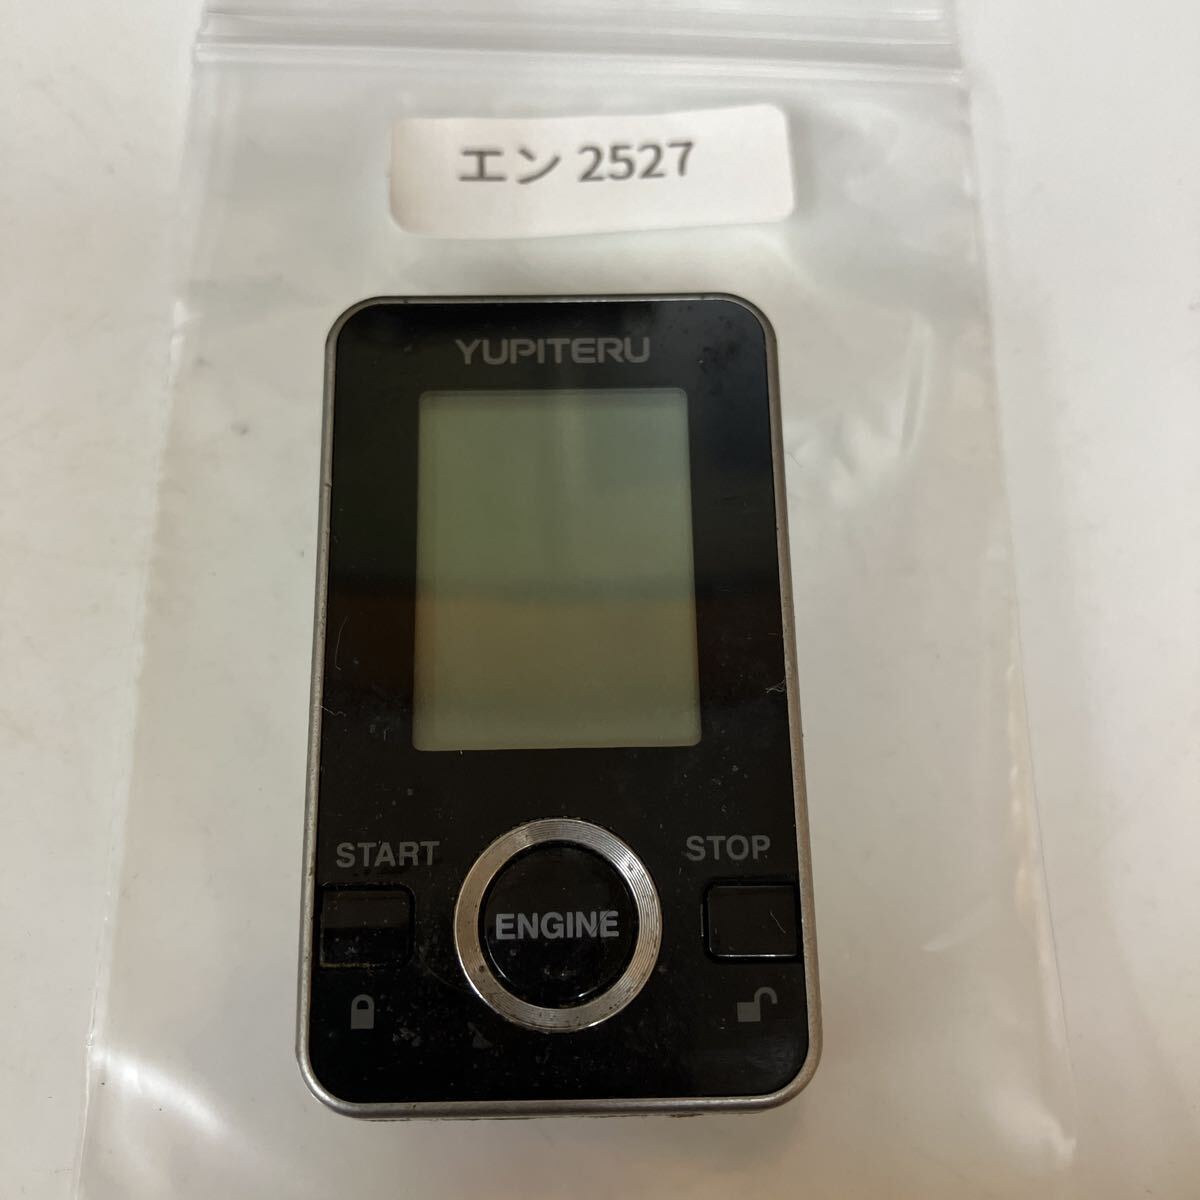 エン 2527
YUPITERU
START
STOP
ENGINE